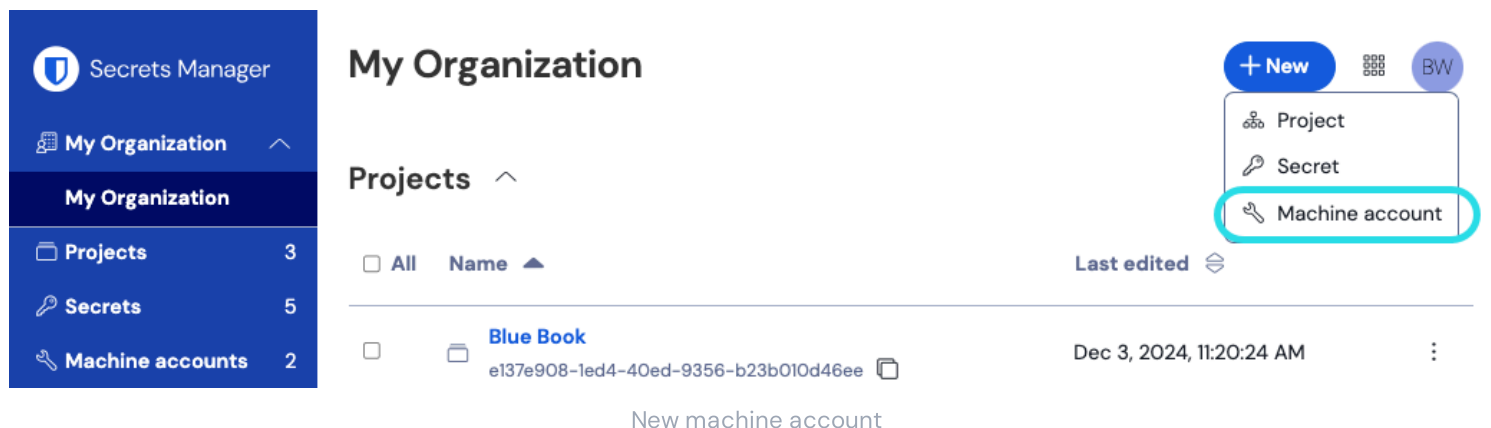 Secrets Manager
My Organization
My Organization
Projects 3
Secrets 5
Machine accounts 2
My Organization
New
BW
Project
Secret
Machine account
Projects
All Name Last edited
Blue Book
e137e908-1ed4-40ed-9356-b23b010d46ee
Dec 3, 2024, 11:20:24 AM
New machine account